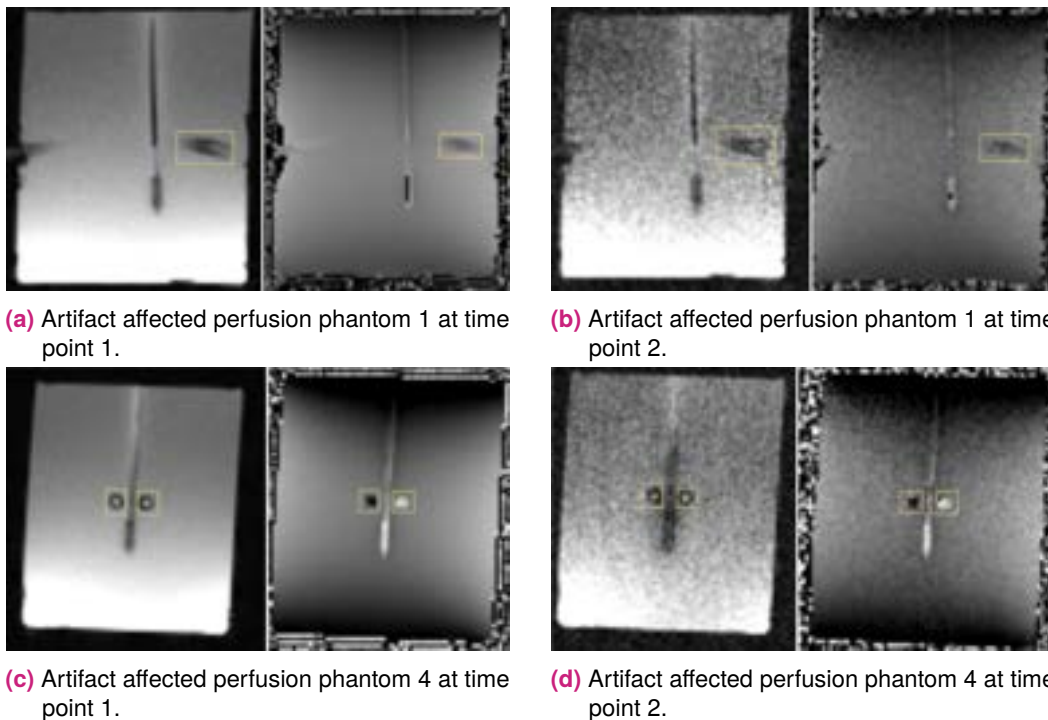 (a) Artifact affected perfusion phantom 1 at time
point 1.
(b) Artifact affected perfusion phantom 1 at time
point 2.
(c) Artifact affected perfusion phantom 4 at time
point 1.
(d) Artifact affected perfusion phantom 4 at time
point 2.